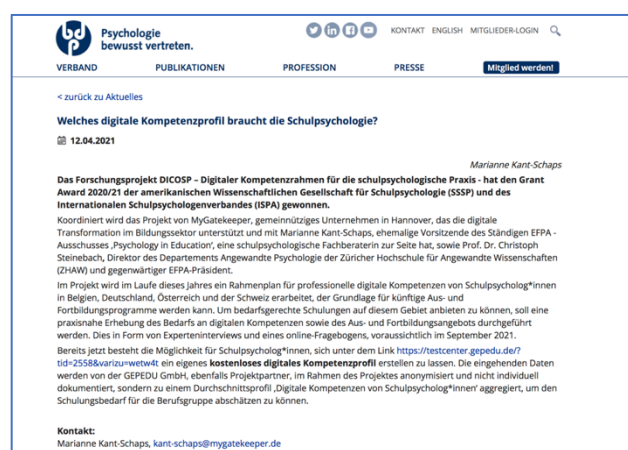 bdp
Psychologie
bewusst vertreten.
KONTAKT ENGLISH MITGLIEDER-LOGIN
VERBAND PUBLIKATIONEN PROFESSION PRESSE Mitglied werden!
< zurück zu Aktuelles
Welches digitale Kompetenzprofil braucht die Schulpsychologie?
12.04.2021
Marianne Kant-Schaps
Das Forschungsprojekt DICOSP – Digitaler Kompetenzrahmen für die schulpsychologische Praxis - hat den Grant
Award 2020/21 der amerikanischen Wissenschaftlichen Gesellschaft für Schulpsychologie (SSSP) und des
Internationalen Schulpsychologenverbandes (ISPA) gewonnen.
Koordiniert wird das Projekt von MyGatekeeper, gemeinnütziges Unternehmen in Hannover, das die digitale
Transformation im Bildungssektor unterstützt und mit Marianne Kant-Schaps, ehemalige Vorsitzende des Ständigen EFPA -
Ausschusses ‚Psychology in Education', eine schulpsychologische Fachberaterin zur Seite hat, sowie Prof. Dr. Christoph
Steinebach, Direktor des Departements Angewandte Psychologie der Züricher Hochschule für Angewandte Wissenschaften
(ZHAW) und gegenwärtiger EFPA-Präsident.
Im Projekt wird im Laufe dieses Jahres ein Rahmenplan für professionelle digitale Kompetenzen von Schulpsycholog*innen
in Belgien, Deutschland, Österreich und der Schweiz erarbeitet, der Grundlage für künftige Aus- und
Fortbildungsprogramme werden kann. Um bedarfsgerechte Schulungen auf diesem Gebiet anbieten zu können, soll eine
praxisnahe Erhebung des Bedarfs an digitalen Kompetenzen sowie des Aus- und Fortbildungsangebots durchgeführt
werden. Dies in Form von Experteninterviews und eines online-Fragebogens, voraussichtlich im September 2021.
Bereits jetzt besteht die Möglichkeit für Schulpsycholog*innen, sich unter dem Link https://testcenter.gepedu.de/?
tid=2558&varizu=wetw4t ein eigenes kostenloses digitales Kompetenzprofil erstellen zu lassen. Die eingehenden Daten
werden von der GEPEDU GmbH, ebenfalls Projektpartner, im Rahmen des Projektes anonymisiert und nicht individuell
dokumentiert, sondern zu einem Durchschnittsprofil ‚Digitale Kompetenzen von Schulpsycholog*innen' aggregiert, um den
Schulungsbedarf für die Berufsgruppe abschätzen zu können.
Kontakt:
Marianne Kant-Schaps, kant-schaps@mygatekeeper.de